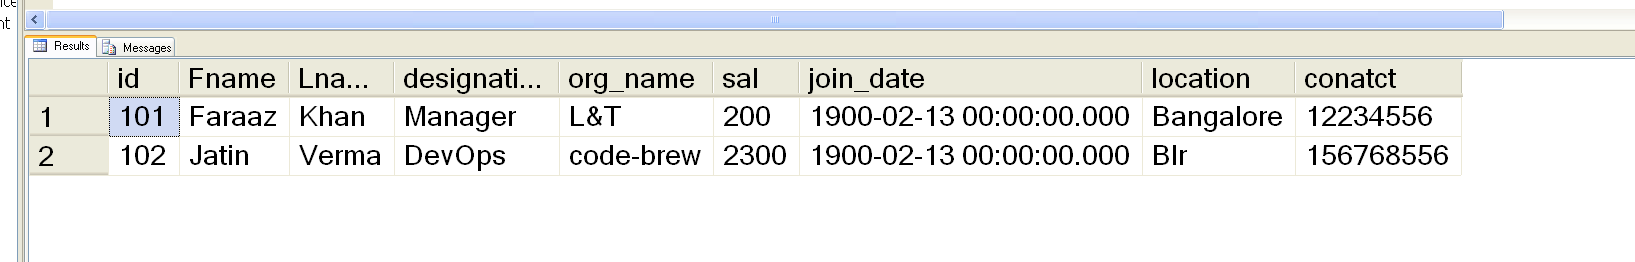 nt
Results Messages
id Fname Lna... designati... org_name sal join_date location conatct
1 101 Faraaz Khan Manager L&T 200 1900-02-13 00:00:00.000 Bangalore 12234556
2 102 Jatin Verma DevOps code-brew 2300 1900-02-13 00:00:00.000 Blr 156768556